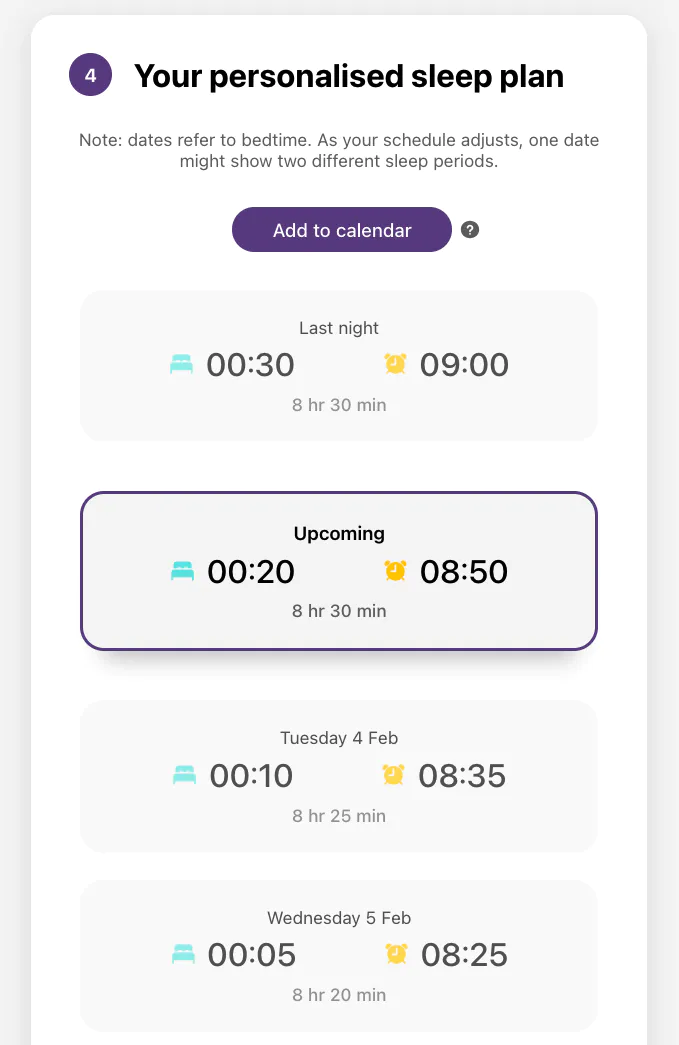 4
Your personalised sleep plan
Note: dates refer to bedtime. As your schedule adjusts, one date
might show two different sleep periods.
Add to calendar ?
Last night
00:30 09:00
8 hr 30 min
Upcoming
00:20 08:50
8 hr 30 min
Tuesday 4 Feb
00:10 08:35
8 hr 25 min
Wednesday 5 Feb
00:05 08:25
8 hr 20 min